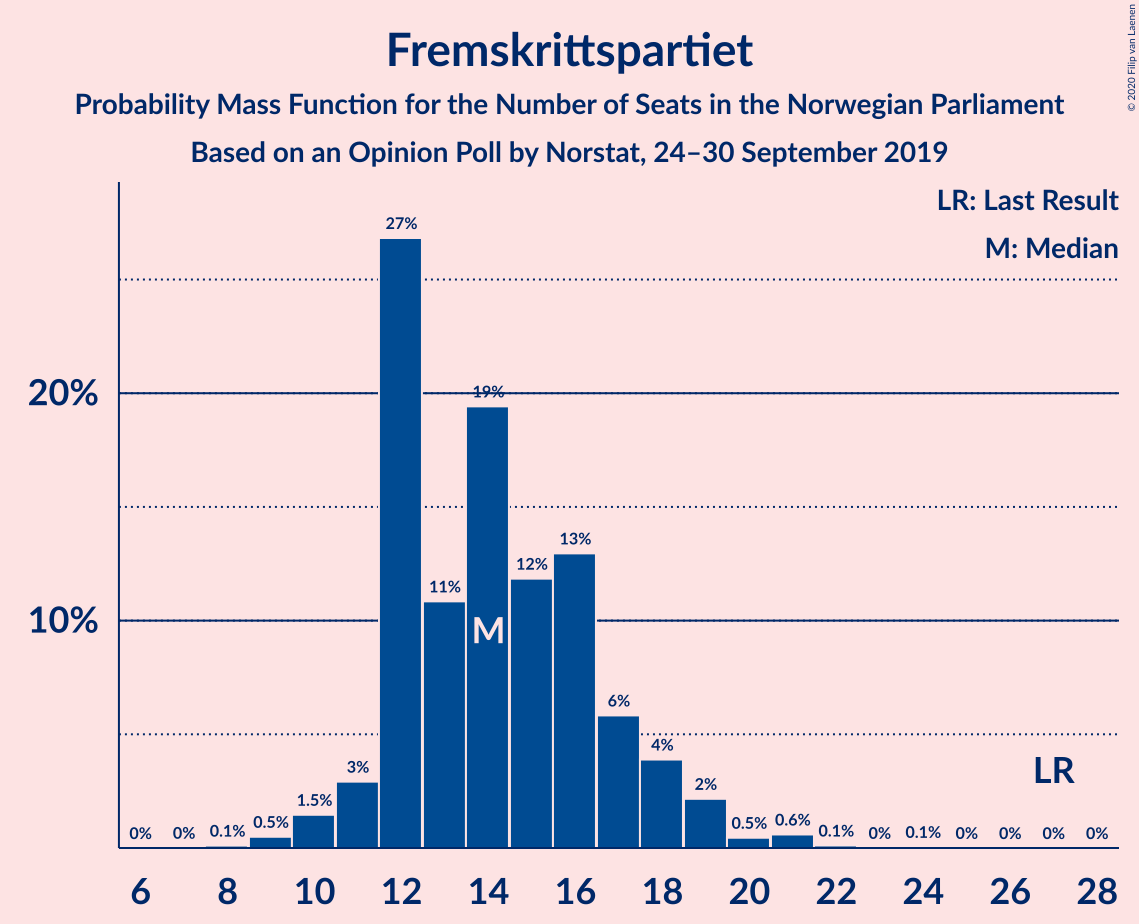 Fremskrittspartiet
Probability Mass Function for the Number of Seats in the Norwegian Parliament
Based on an Opinion Poll by Norstat, 24–30 September 2019
© 2020 Filip van Laenen
LR: Last Result
M: Median
20%
10%
0% 0% 0.1% 0.5% 1.5% 3% 27% 11% 19% 12% 13% 6% 4% 2% 0.5% 0.6% 0.1% 0% 0.1% 0% 0% 0% 0%
M
LR
6 8 10 12 14 16 18 20 22 24 26 28